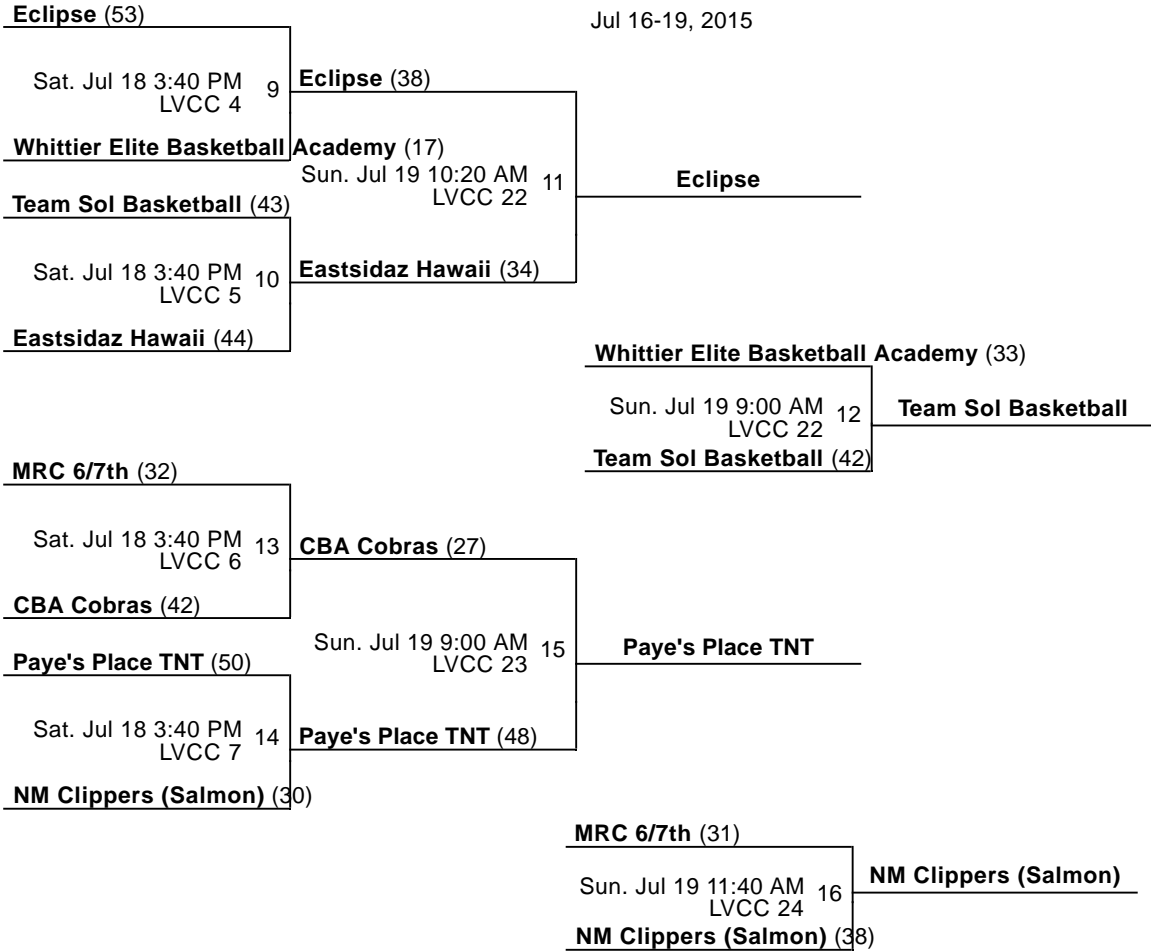 Eclipse (53)
Jul 16-19, 2015
Sat. Jul 18 3:40 PM
LVCC 4
9
Eclipse (38)
Whittier Elite Basketball Academy (17)
Sun. Jul 19 10:20 AM
LVCC 22
11
Eclipse
Team Sol Basketball (43)
Sat. Jul 18 3:40 PM
LVCC 5
10
Eastsidaz Hawaii (34)
Eastsidaz Hawaii (44)
Whittier Elite Basketball Academy (33)
Sun. Jul 19 9:00 AM
LVCC 22
12
Team Sol Basketball
Team Sol Basketball (42)
MRC 6/7th (32)
Sat. Jul 18 3:40 PM
LVCC 6
13
CBA Cobras (27)
CBA Cobras (42)
Sun. Jul 19 9:00 AM
LVCC 23
15
Paye's Place TNT
Paye's Place TNT (50)
Sat. Jul 18 3:40 PM
LVCC 7
14
Paye's Place TNT (48)
NM Clippers (Salmon) (30)
MRC 6/7th (31)
Sun. Jul 19 11:40 AM
LVCC 24
16
NM Clippers (Salmon)
NM Clippers (Salmon) (38)